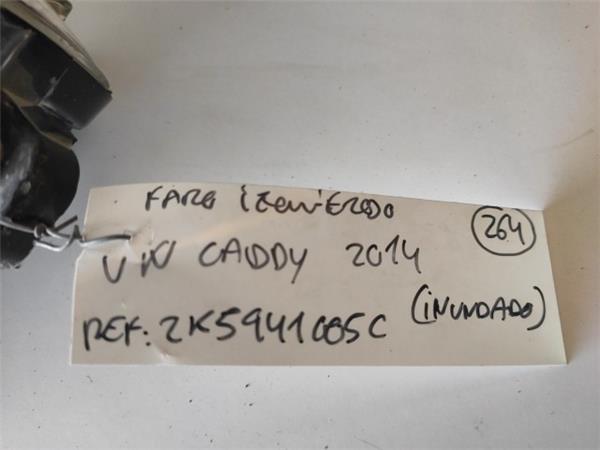 FARO IZQUIERDO
264
VW CADDY 2014
(INUNDADO)
REF: 2K5941005C